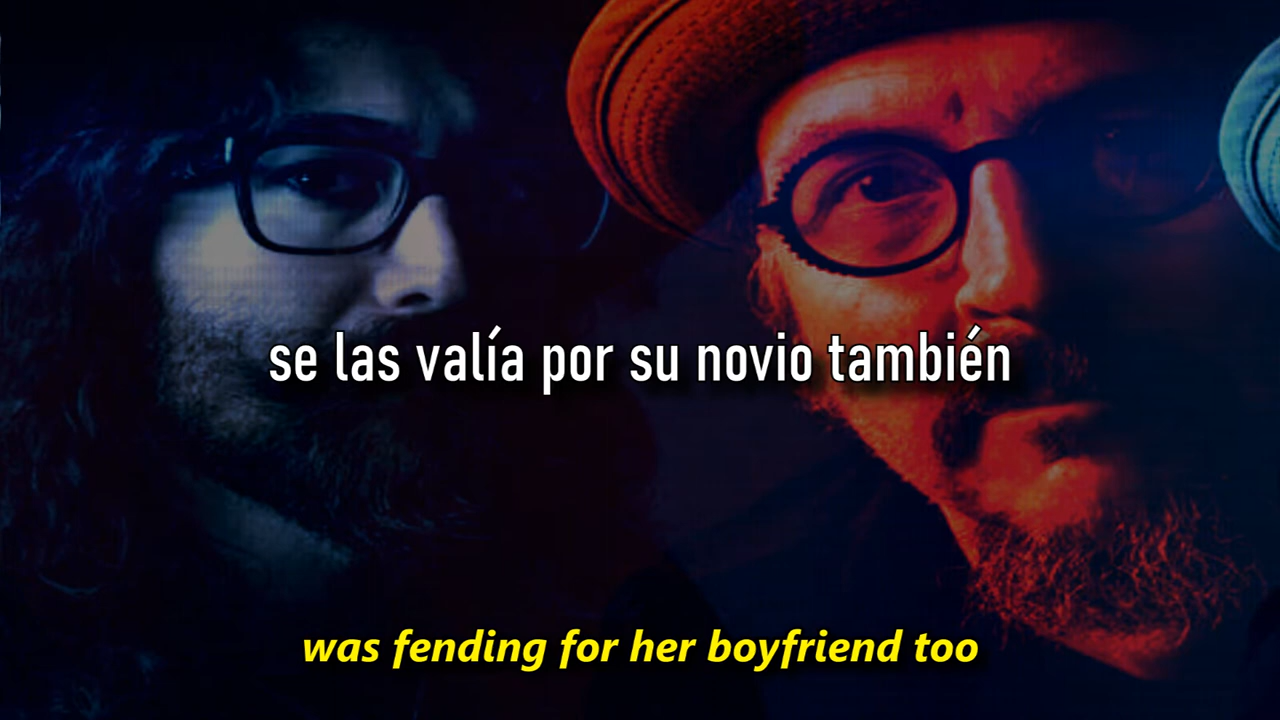 se las valía por su novio también
was fending for her boyfriend too